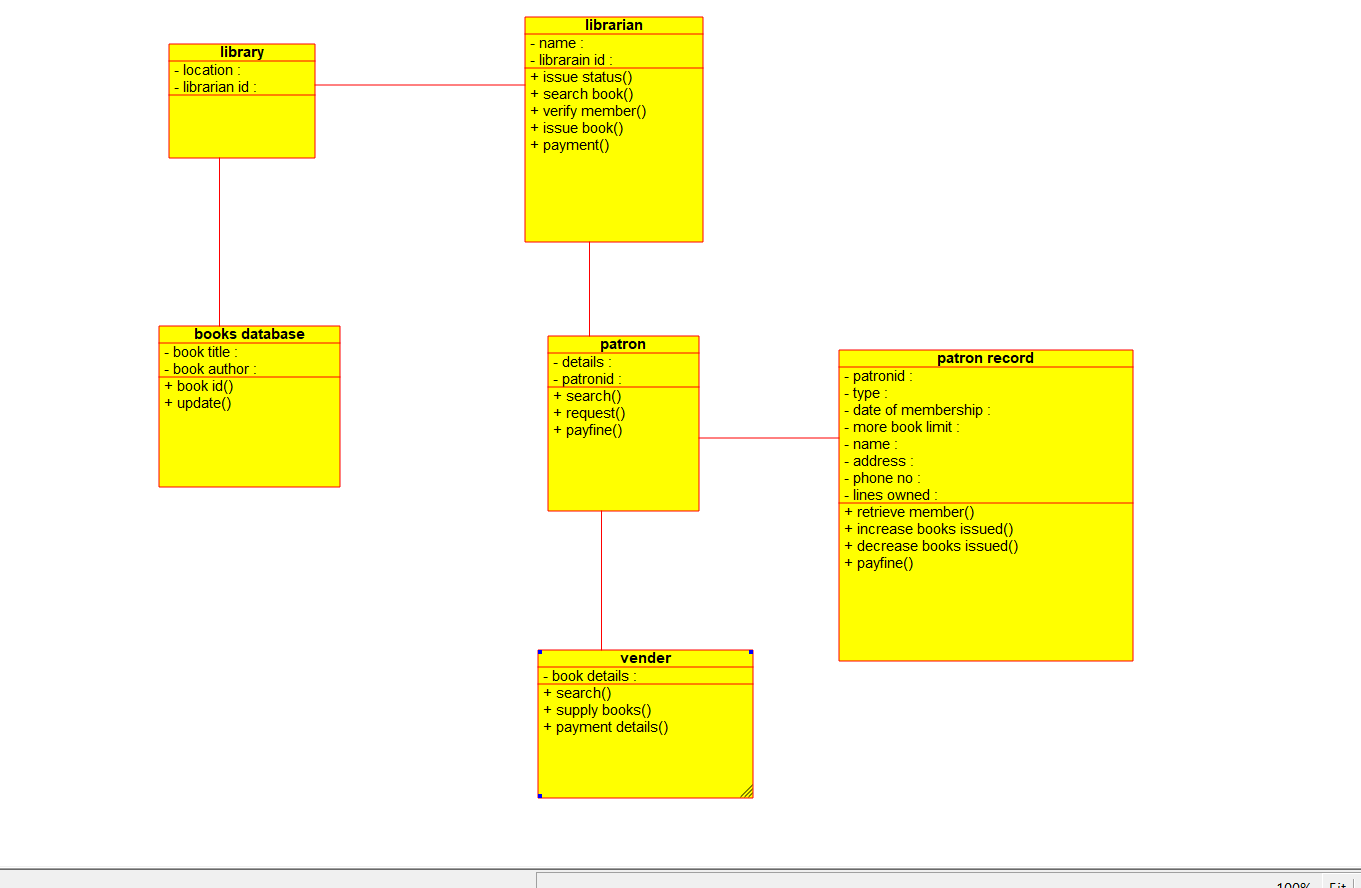 library
- location :
- librarian id :
librarian
- name :
- librarain id :
+ issue status()
+ search book()
+ verify member()
+ issue book()
+ payment()
books database
- book title :
- book author :
+ book id()
+ update()
patron
- details :
- patronid :
+ search()
+ request()
+ payfine()
patron record
- patronid :
- type :
- date of membership :
- more book limit :
- name :
- address :
- phone no :
- lines owned :
+ retrieve member()
+ increase books issued()
+ decrease books issued()
+ payfine()
vender
- book details :
+ search()
+ supply books()
+ payment details()
100% Fit